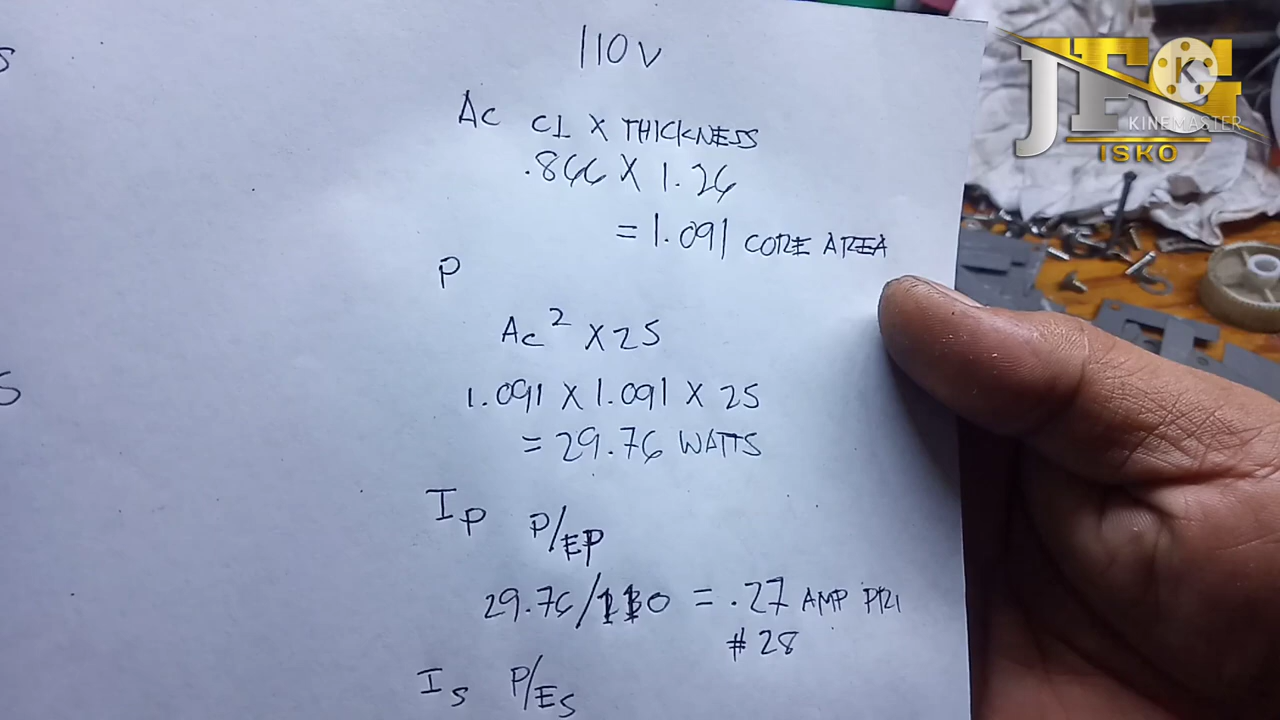 110V
Ac CL X THICKNESS
.866 X 1.26
= 1.091 CORE AREA
P
Ac² X 25
1.091 X 1.091 X 25
= 29.76 WATTS
Ip P/EP
29.76/110 = .27 AMP PRI
#28
Is P/Es
S
S
JFG
K
KINEMASTER
ISKO